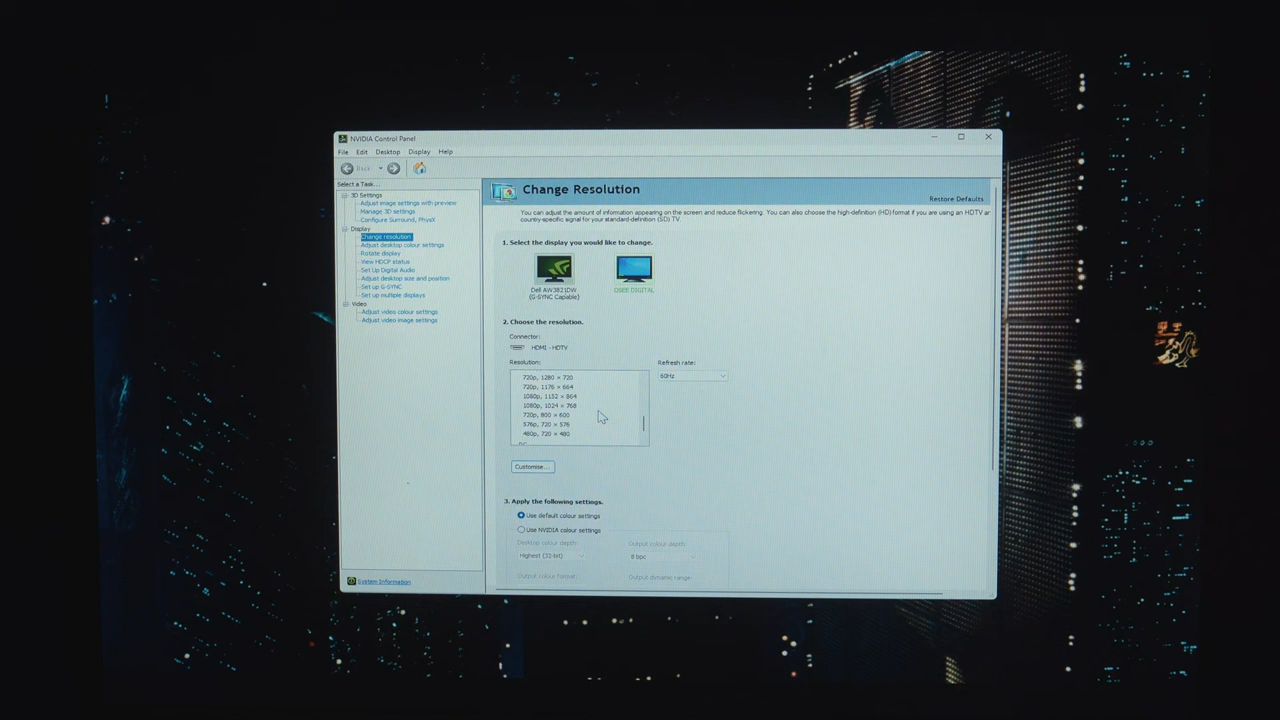 NVIDIA Control Panel
File Edit Desktop Display Help
Back
Select a Task...
3D Settings
Adjust image settings with preview
Manage 3D settings
Configure Surround, PhysX
Display
Change resolution
Adjust desktop colour settings
Rotate display
View HDCP status
Set Up Digital Audio
Adjust desktop size and position
Set up G-SYNC
Set up multiple displays
Video
Adjust video colour settings
Adjust video image settings
System Information
Change Resolution
Restore Defaults
You can adjust the amount of information appearing on the screen and reduce flickering. You can also choose the high-definition (HD) format if you are using an HDTV ar
country-specific signal for your standard-definition (SD) TV.
1. Select the display you would like to change.
Dell AW3821DW
(G-SYNC Capable)
OSEE DIGITAL
2. Choose the resolution.
Connector:
HDMI - HDTV
Resolution:
Refresh rate:
60Hz
720p, 1280 × 720
720p, 1176 × 664
1080p, 1152 × 864
1080p, 1024 × 768
720p, 800 × 600
576p, 720 × 576
480p, 720 × 480
Customise...
3. Apply the following settings.
Use default colour settings
Use NVIDIA colour settings
Desktop colour depth:
Output colour depth:
Highest (32-bit)
8 bpc
Output colour format:
Output dynamic range